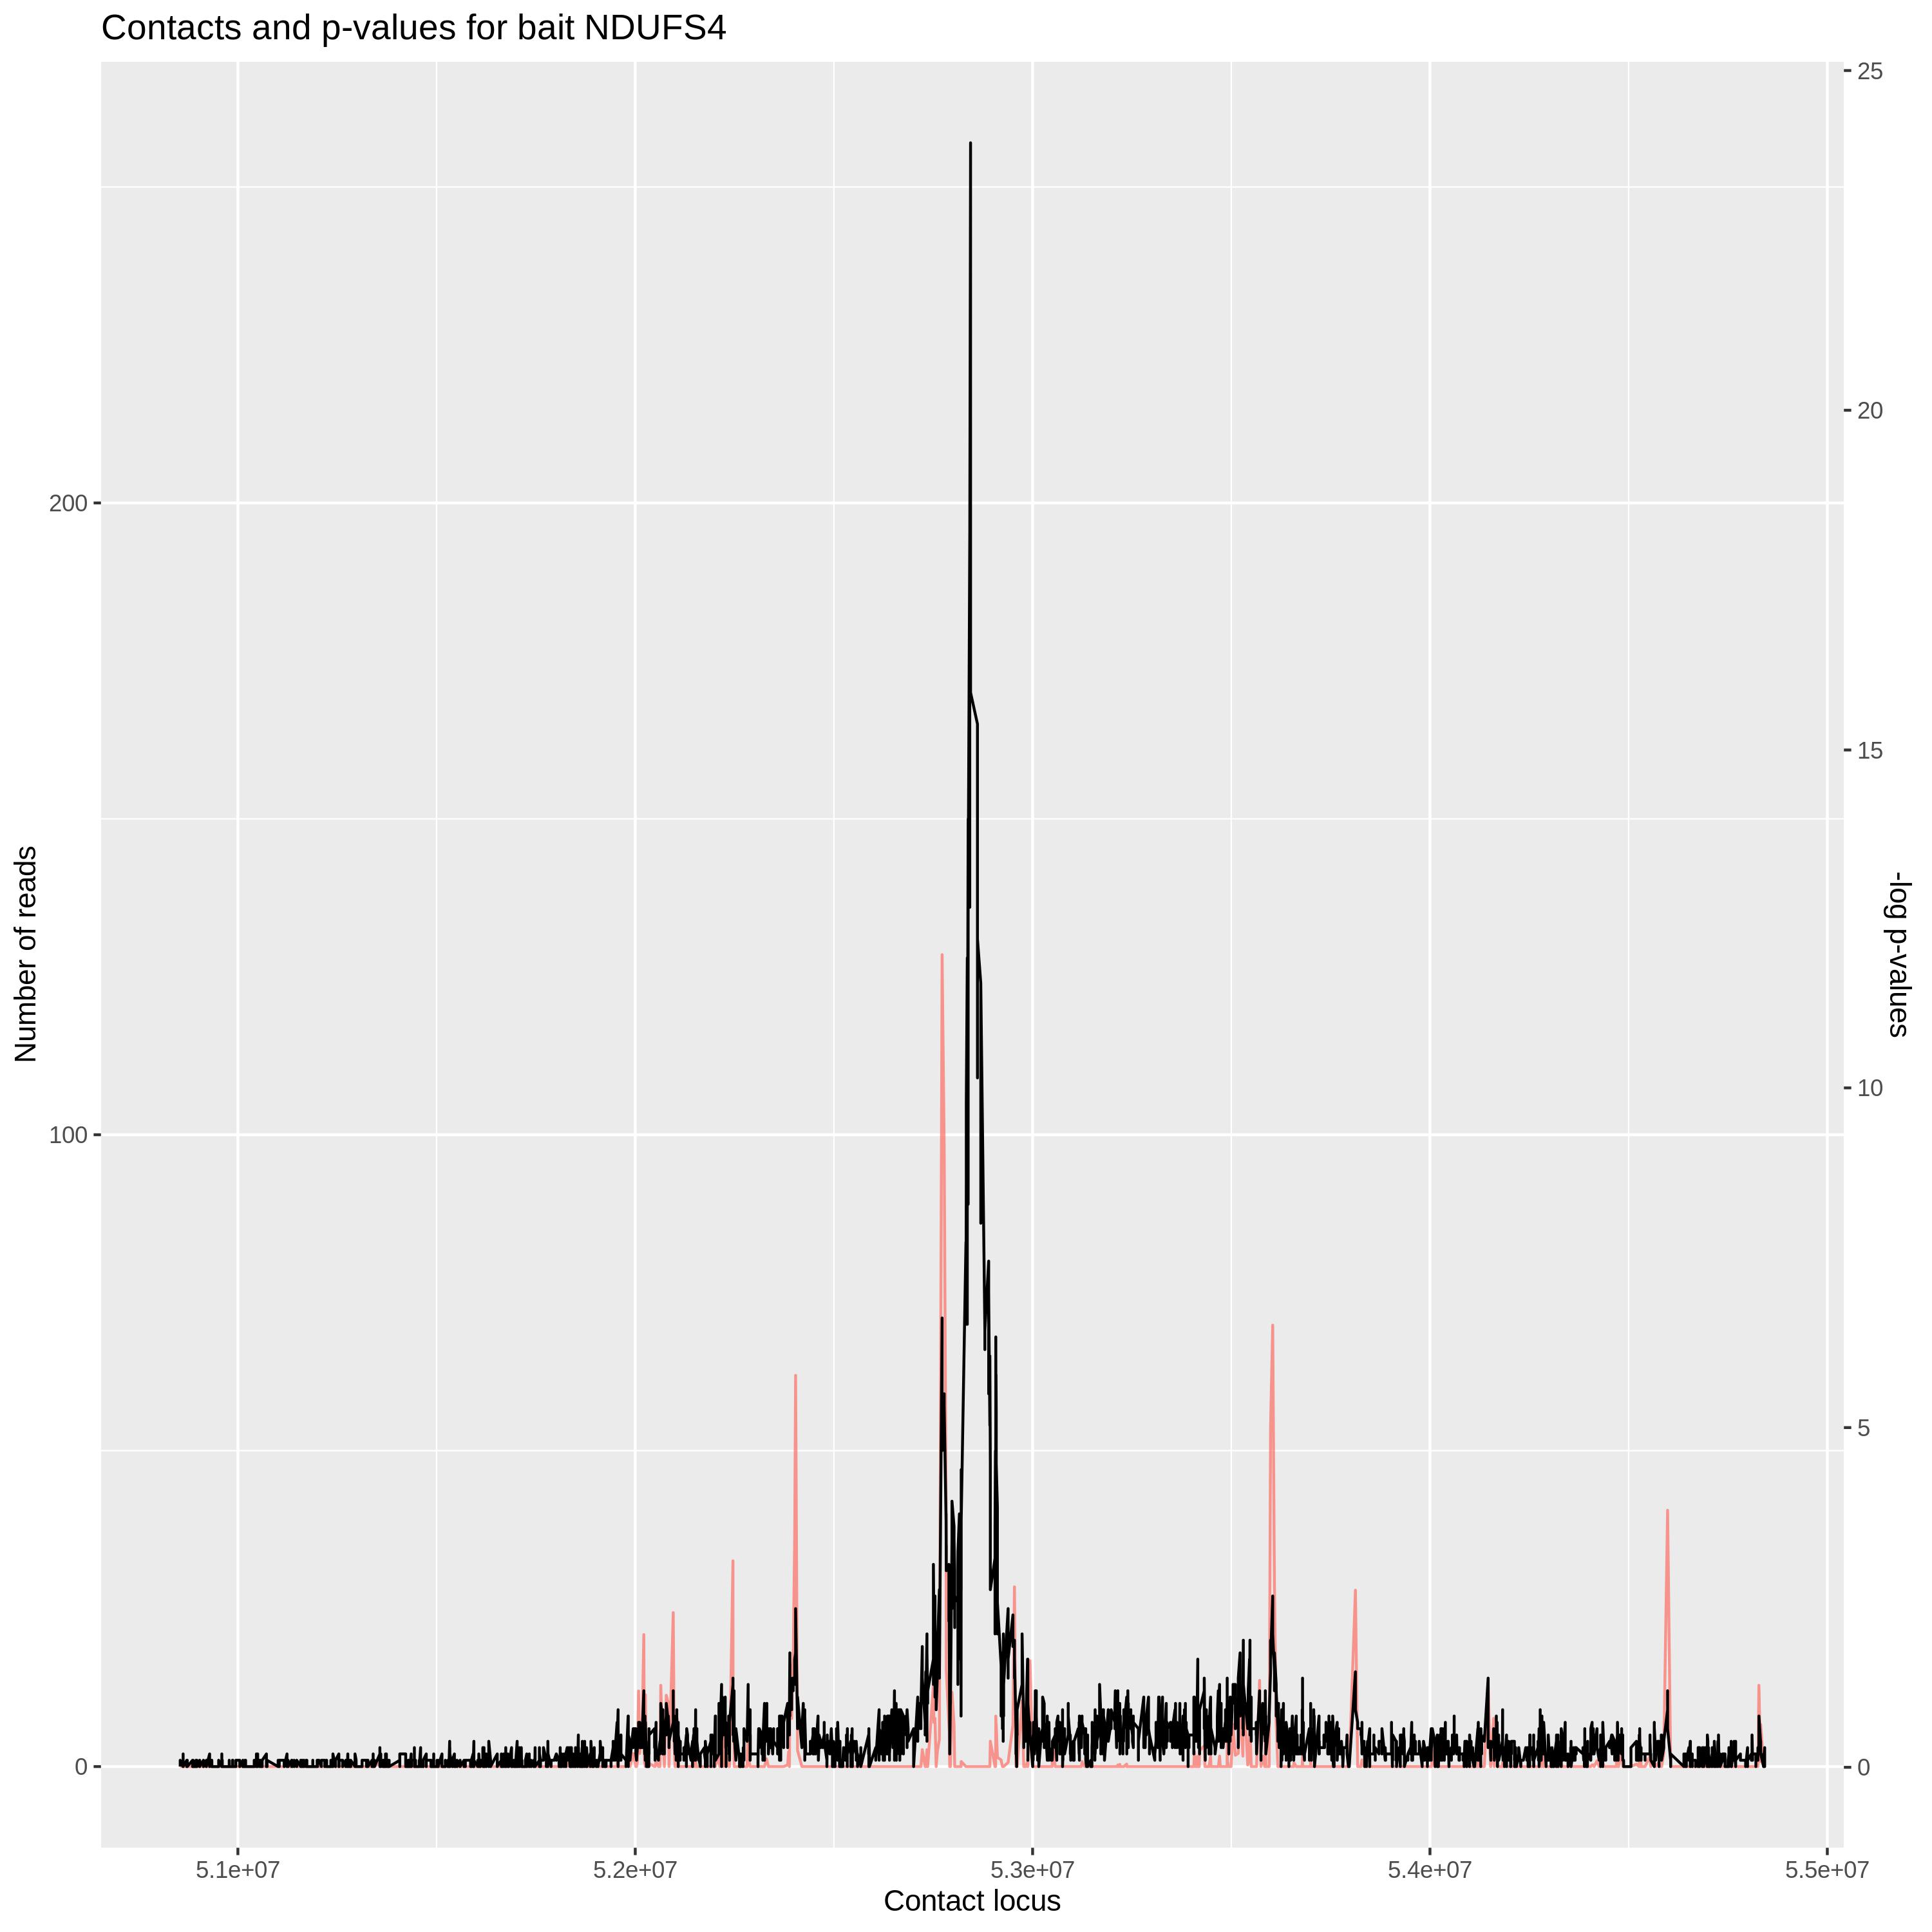 Contacts and p-values for bait NDUFS4
Number of reads
200
100
0
25
20
15
10
5
0
-log p-values
5.1e+07
5.2e+07
5.3e+07
5.4e+07
5.5e+07
Contact locus